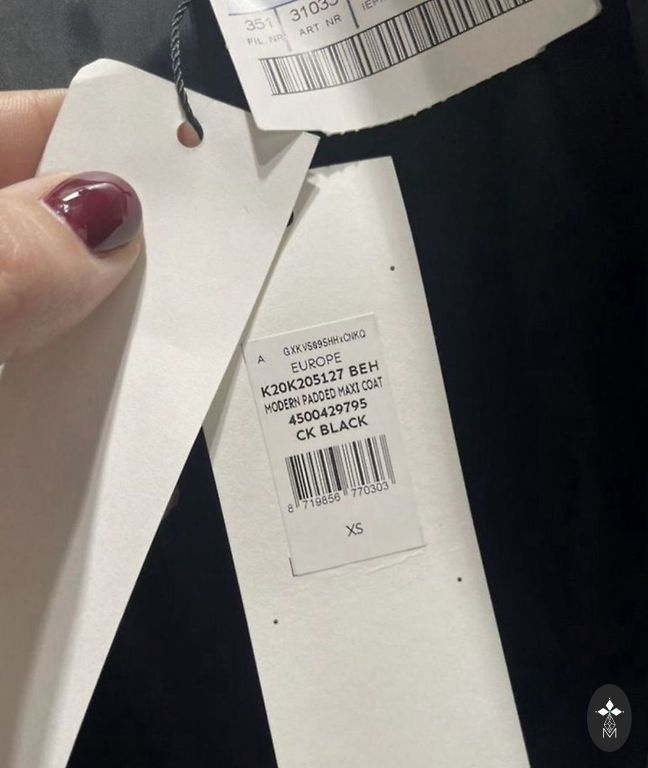 351 31035
FIL.NR ART. NR
A GXKVS89SHHxCNKQ
EUROPE
K20K205127 BEH
MODERN PADDED MAXI COAT
4500429795
CK BLACK
8 719856 770303
XS
M